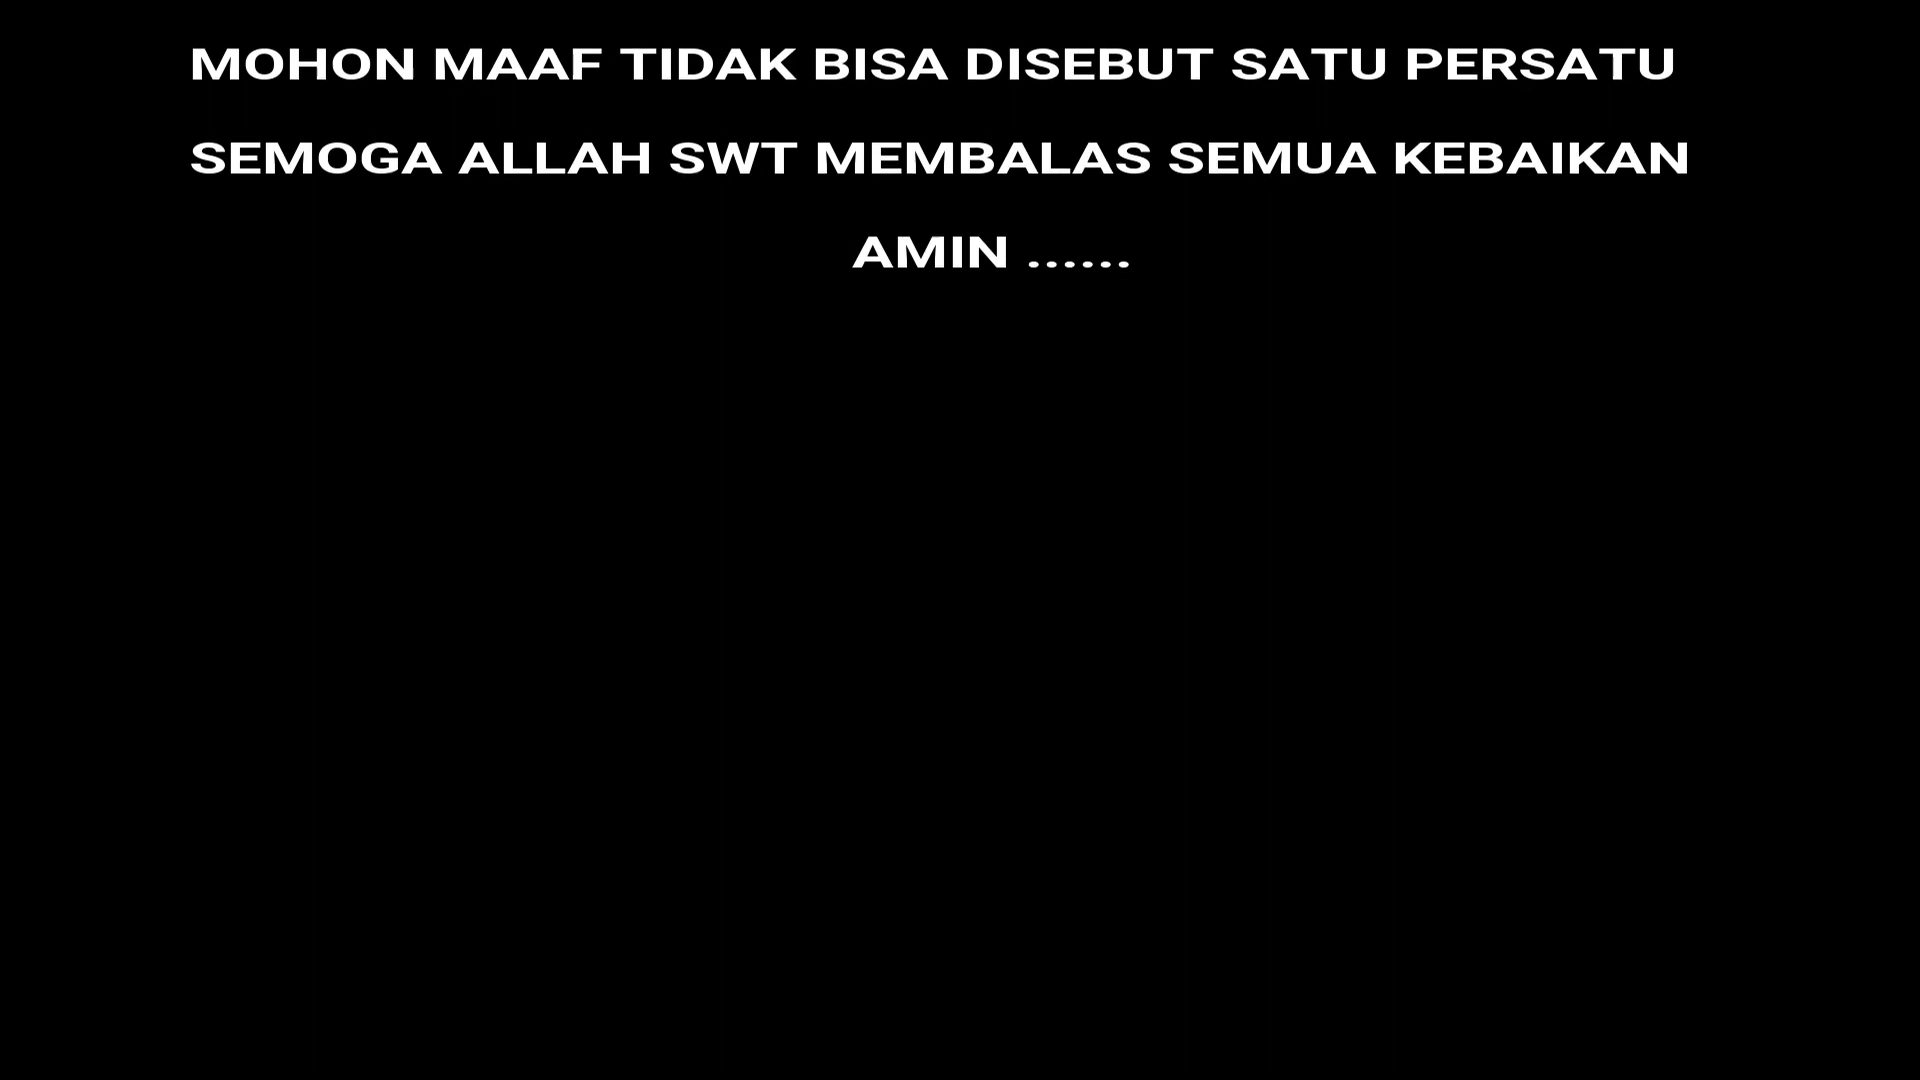 MOHON MAAF TIDAK BISA DISEBUT SATU PERSATU
SEMOGA ALLAH SWT MEMBALAS SEMUA KEBAIKAN
AMIN ......